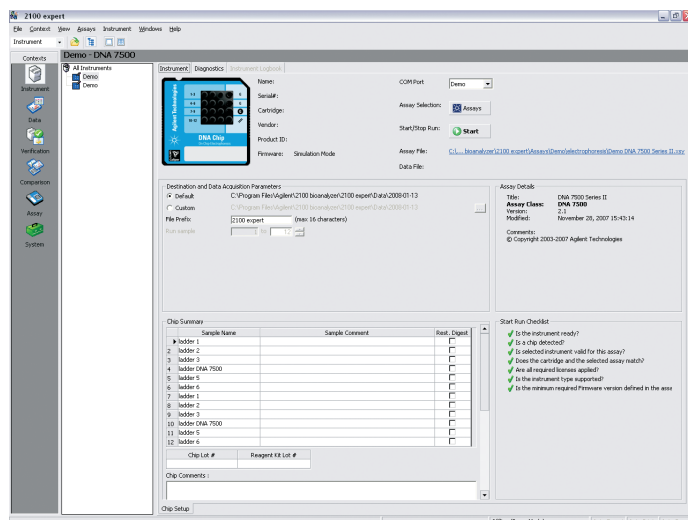 2100 expert
File Context View Assays Instrument Windows Help
Instrument
Contexts
Demo - DNA 7500
All Instruments
Demo
Demo
Instrument
Data
Verification
Comparison
Assay
System
Instrument Diagnostics Instrument Logbook
Agilent Technologies
1-3
4-6
7-9
10-12
DNA Chip
Name:
Serial#:
Cartridge:
Vendor:
Product ID:
Firmware: Simulation Mode
COM Port Demo
Assay Selection: Assays
Start/Stop Run: Start
Assay File: C:\... bioanalyzer\2100 expert\Assays\Demo\electrophoresis\Demo DNA 7500 Series II.xsy
Data File:
Destination and Data Acquisition Parameters
Default C:\Program Files\Agilent\2100 bioanalyzer\2100 expert\Data\2008-01-13
Custom C:\Program Files\Agilent\2100 bioanalyzer\2100 expert\Data\2008-01-13 ...
File Prefix 2100 expert (max 16 characters)
Run sample 1 to 12
Assay Details
Title: DNA 7500 Series II
Assay Class: DNA 7500
Version: 2.1
Modified: November 28, 2007 15:43:14
Comments:
© Copyright 2003-2007 Agilent Technologies
Chip Summary
Sample Name Sample Comment Rest. Digest
ladder 1
2 ladder 2
3 ladder 3
4 ladder DNA 7500
5 ladder 5
6 ladder 6
7 ladder 1
8 ladder 2
9 ladder 3
10 ladder DNA 7500
11 ladder 5
12 ladder 6
Chip Lot # Reagent Kit Lot #
Chip Comments :
Chip Setup
Start Run Checklist
Is the instrument ready?
Is a chip detected?
Is selected instrument valid for this assay?
Does the cartridge and the selected assay match?
Are all required licenses applied?
Is the instrument type supported?
Is the minimum required Firmware version defined in the assa